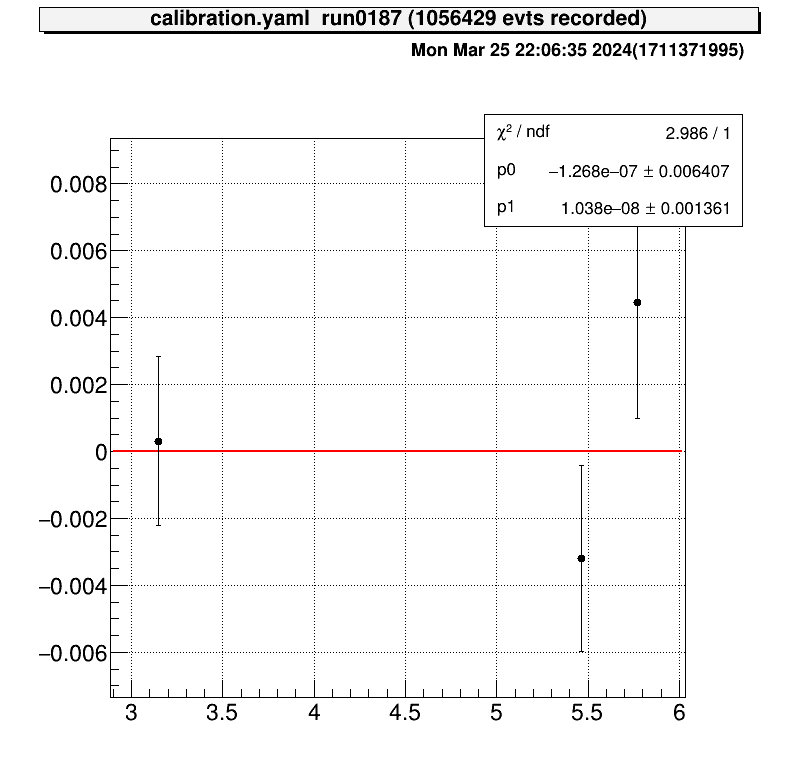 calibration.yaml run0187 (1056429 evts recorded)
Mon Mar 25 22:06:35 2024(1711371995)
χ² / ndf 2.986 / 1
p0 −1.268e−07 ± 0.006407
p1 1.038e−08 ± 0.001361
0.008
0.006
0.004
0.002
0
−0.002
−0.004
−0.006
3 3.5 4 4.5 5 5.5 6